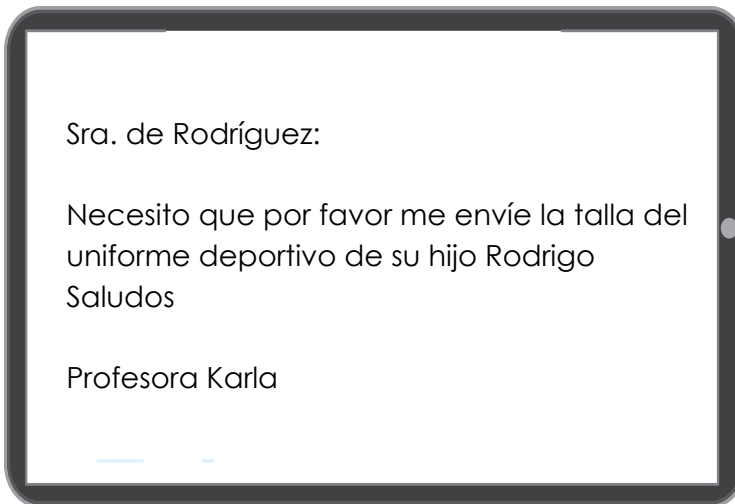 Sra. de Rodríguez:
Necesito que por favor me envíe la talla del
uniforme deportivo de su hijo Rodrigo
Saludos
Profesora Karla